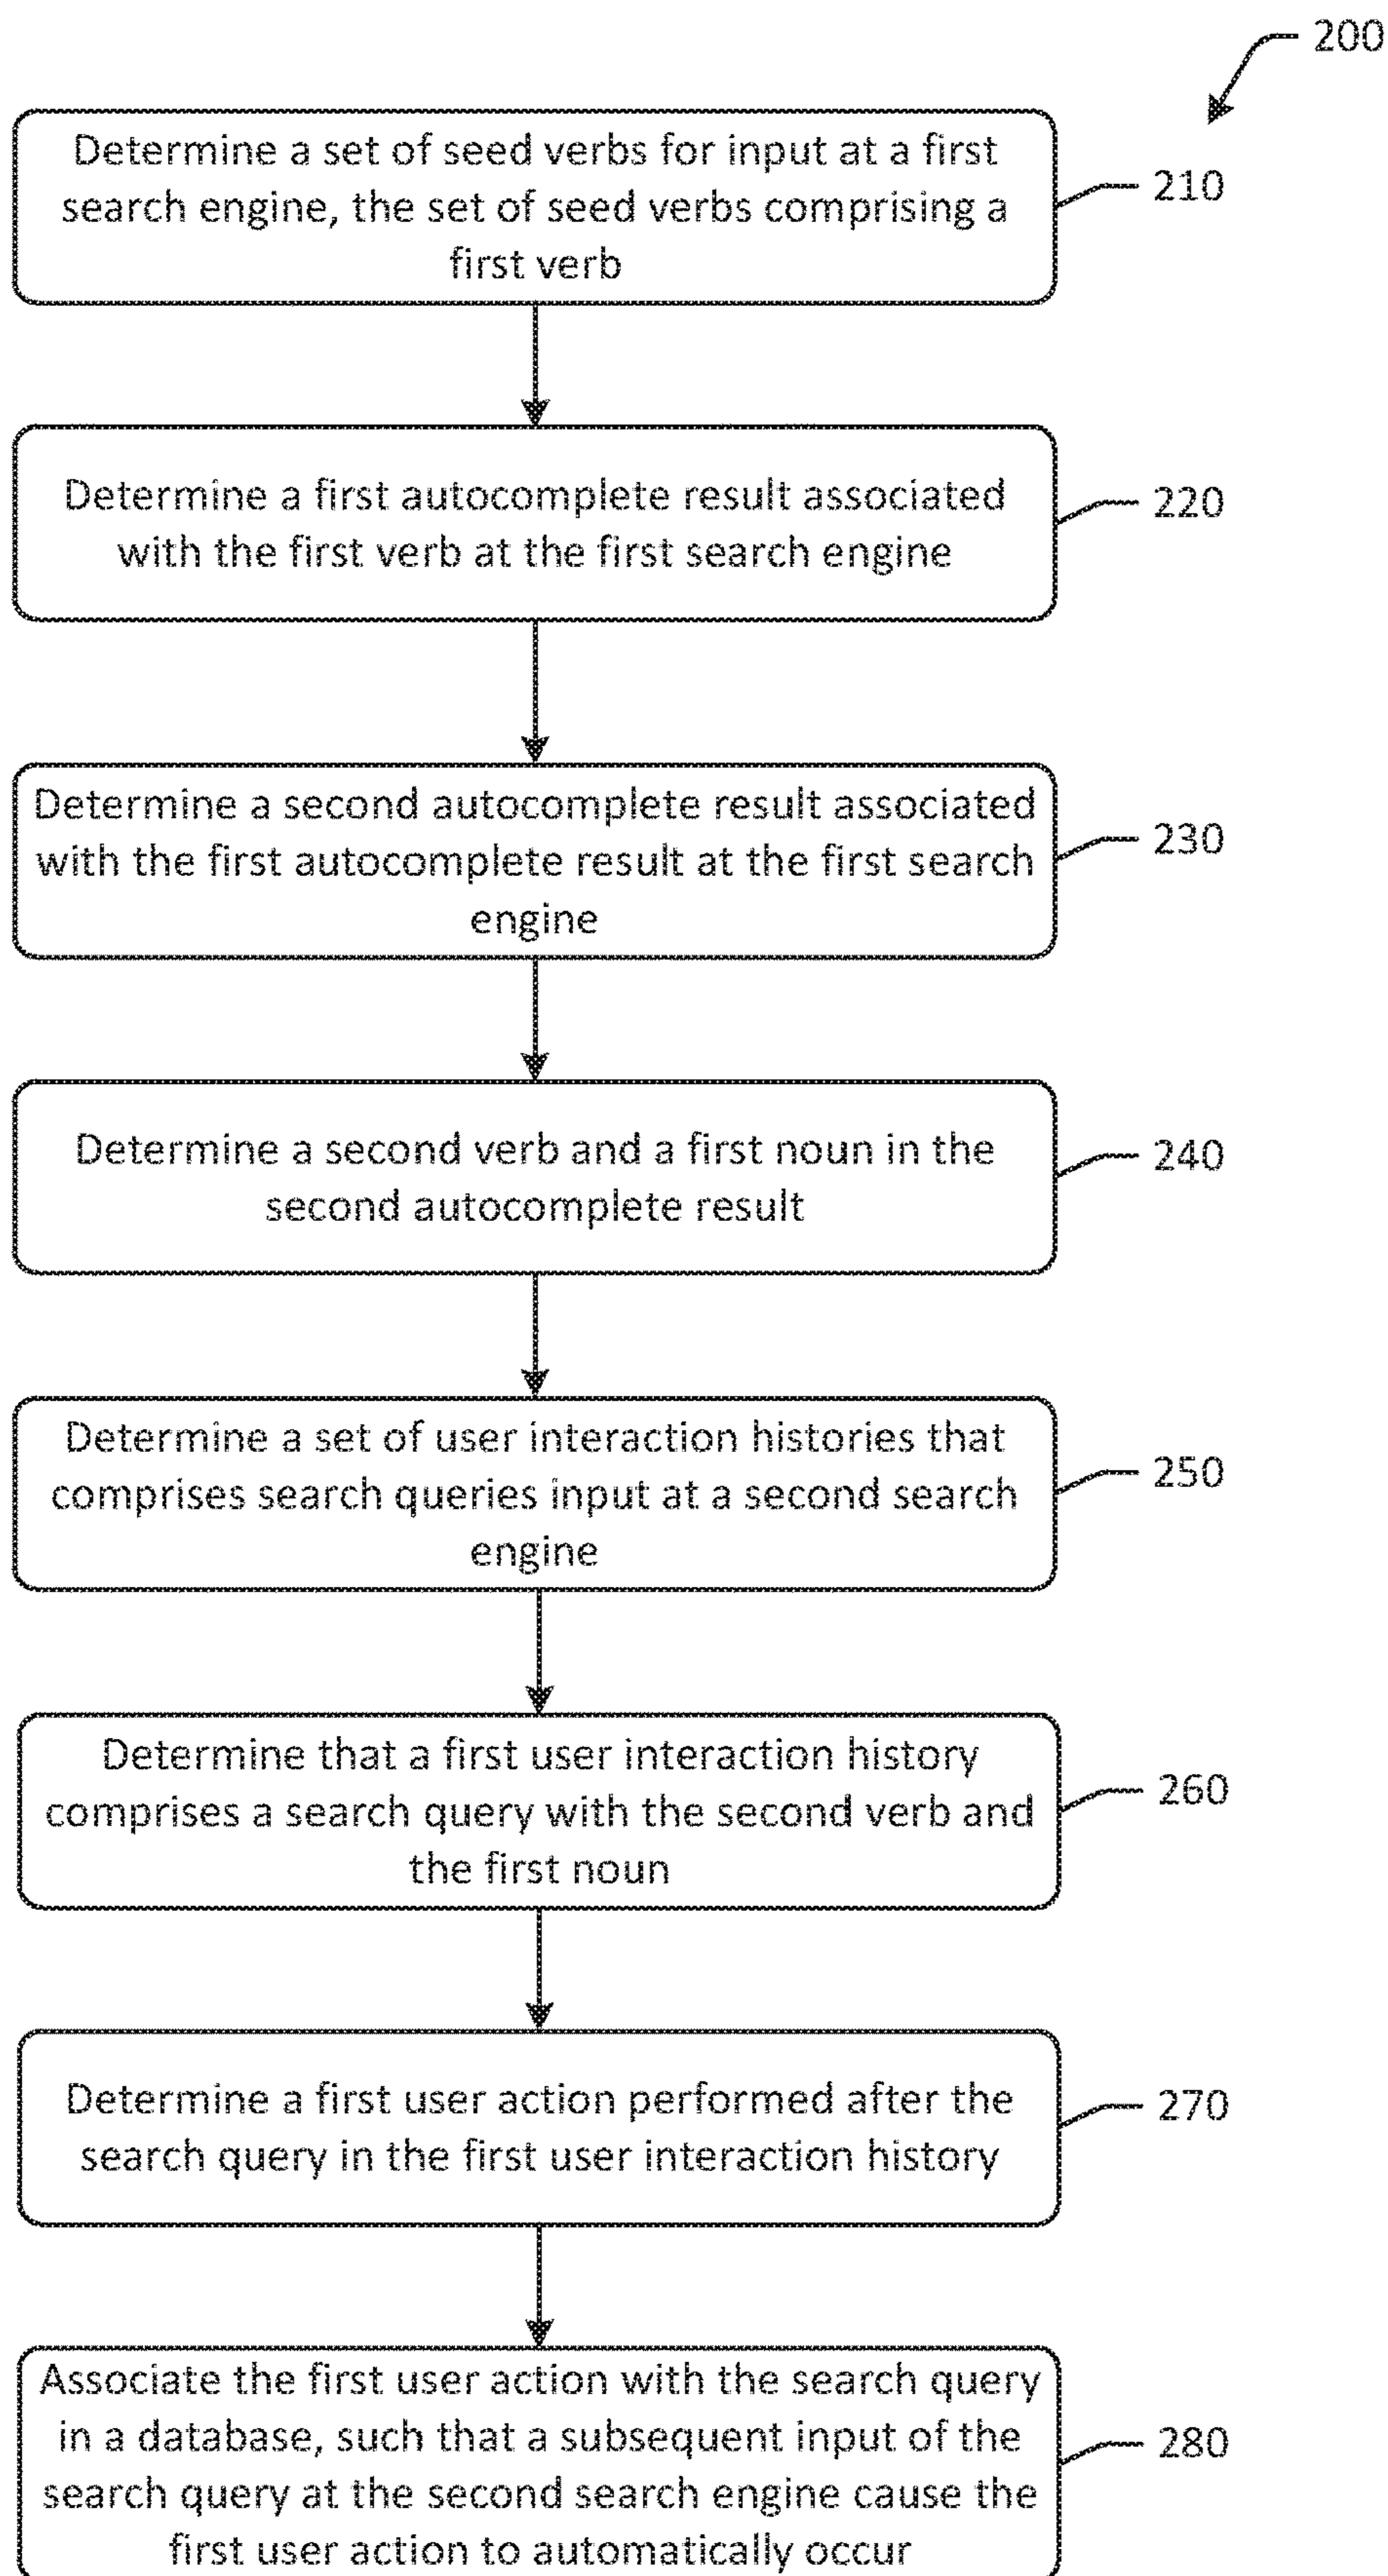 200
Determine a set of seed verbs for input at a first
search engine, the set of seed verbs comprising a
first verb
210
Determine a first autocomplete result associated
with the first verb at the first search engine
220
Determine a second autocomplete result associated
with the first autocomplete result at the first search
engine
230
Determine a second verb and a first noun in the
second autocomplete result
240
Determine a set of user interaction histories that
comprises search queries input at a second search
engine
250
Determine that a first user interaction history
comprises a search query with the second verb and
the first noun
260
Determine a first user action performed after the
search query in the first user interaction history
270
Associate the first user action with the search query
in a database, such that a subsequent input of the
search query at the second search engine cause the
first user action to automatically occur
280